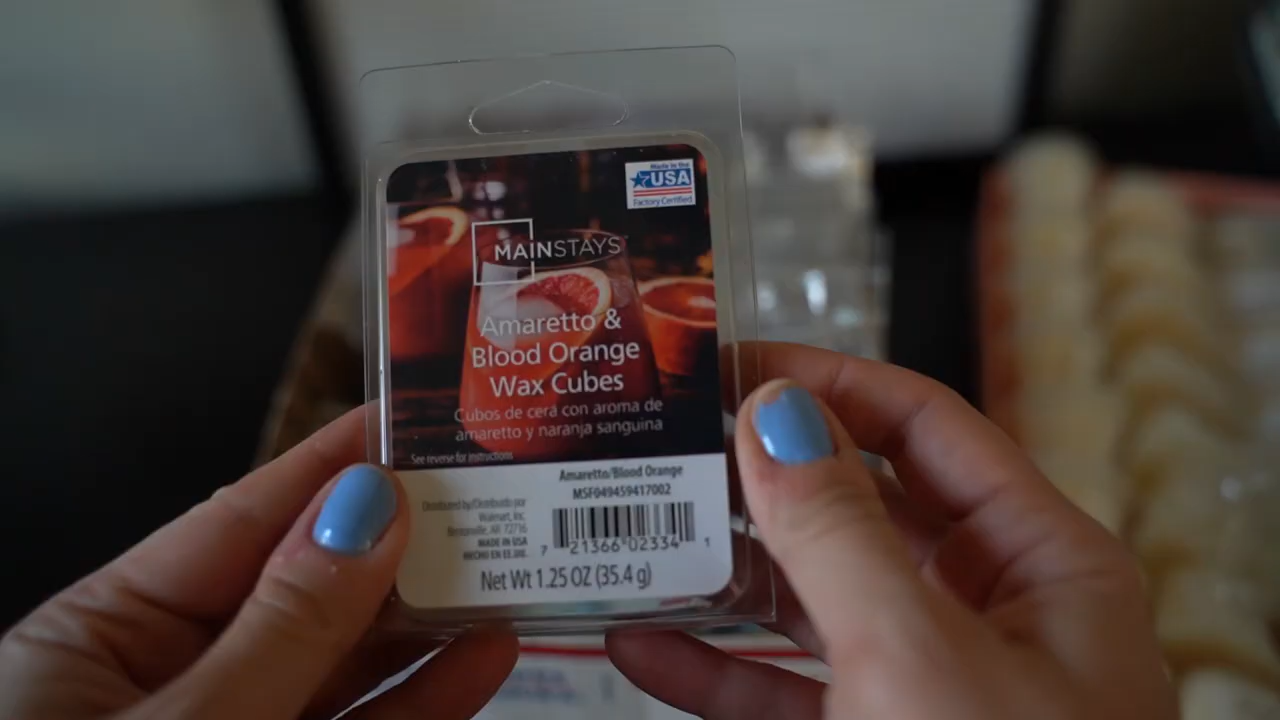 Made in the
USA
Factory Certified
MAINSTAYS
Amaretto &
Blood Orange
Wax Cubes
Cubos de cera con aroma de
amaretto y naranja sanguina
See reverse for instructions
Amaretto/Blood Orange
MSF049459417002
Distributed by/Distribuido por
Walmart, Inc.
Bentonville, AR 72716
MADE IN USA
HECHO EN EE.UU.
7 21366 02334 1
Net Wt 1.25 OZ (35.4 g)